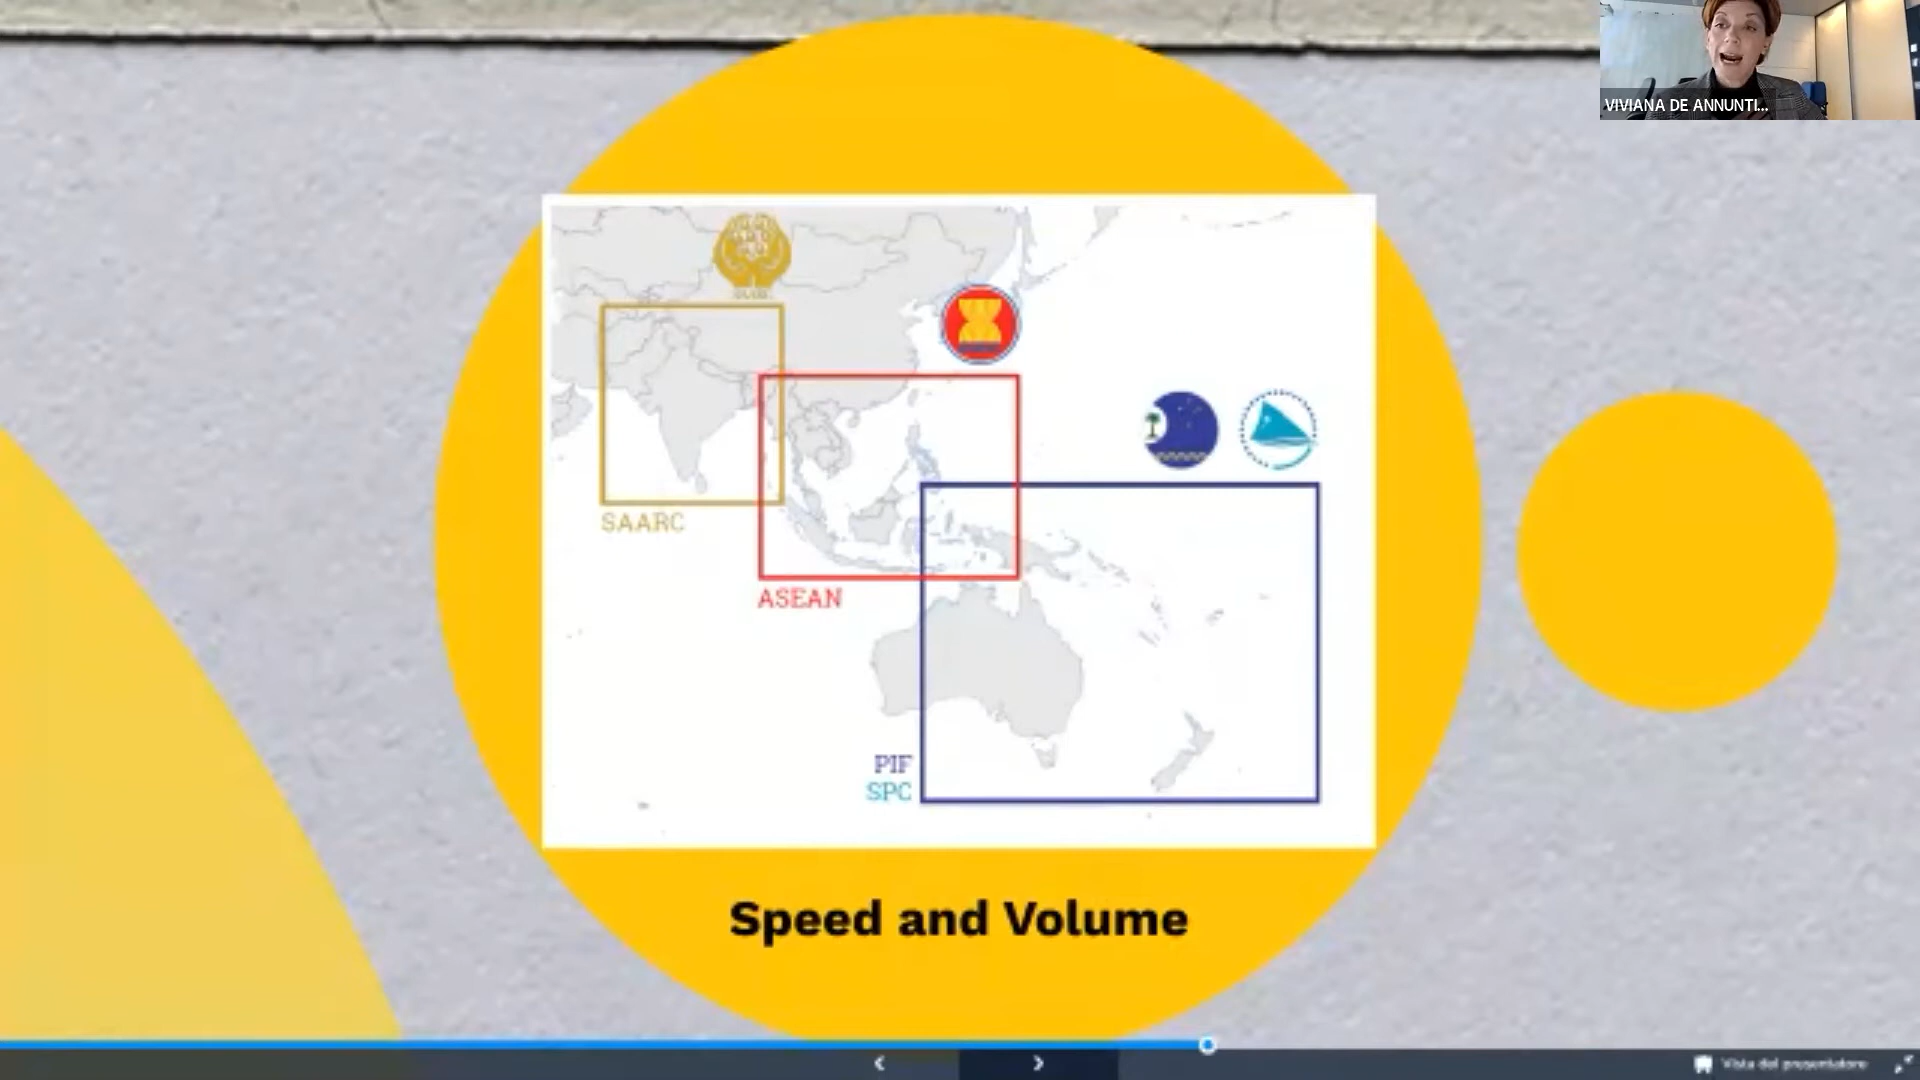 VIVIANA DE ANNUNTI...
SAARC
ASEAN
PIF
SPC
Speed and Volume
Vista del presentatore